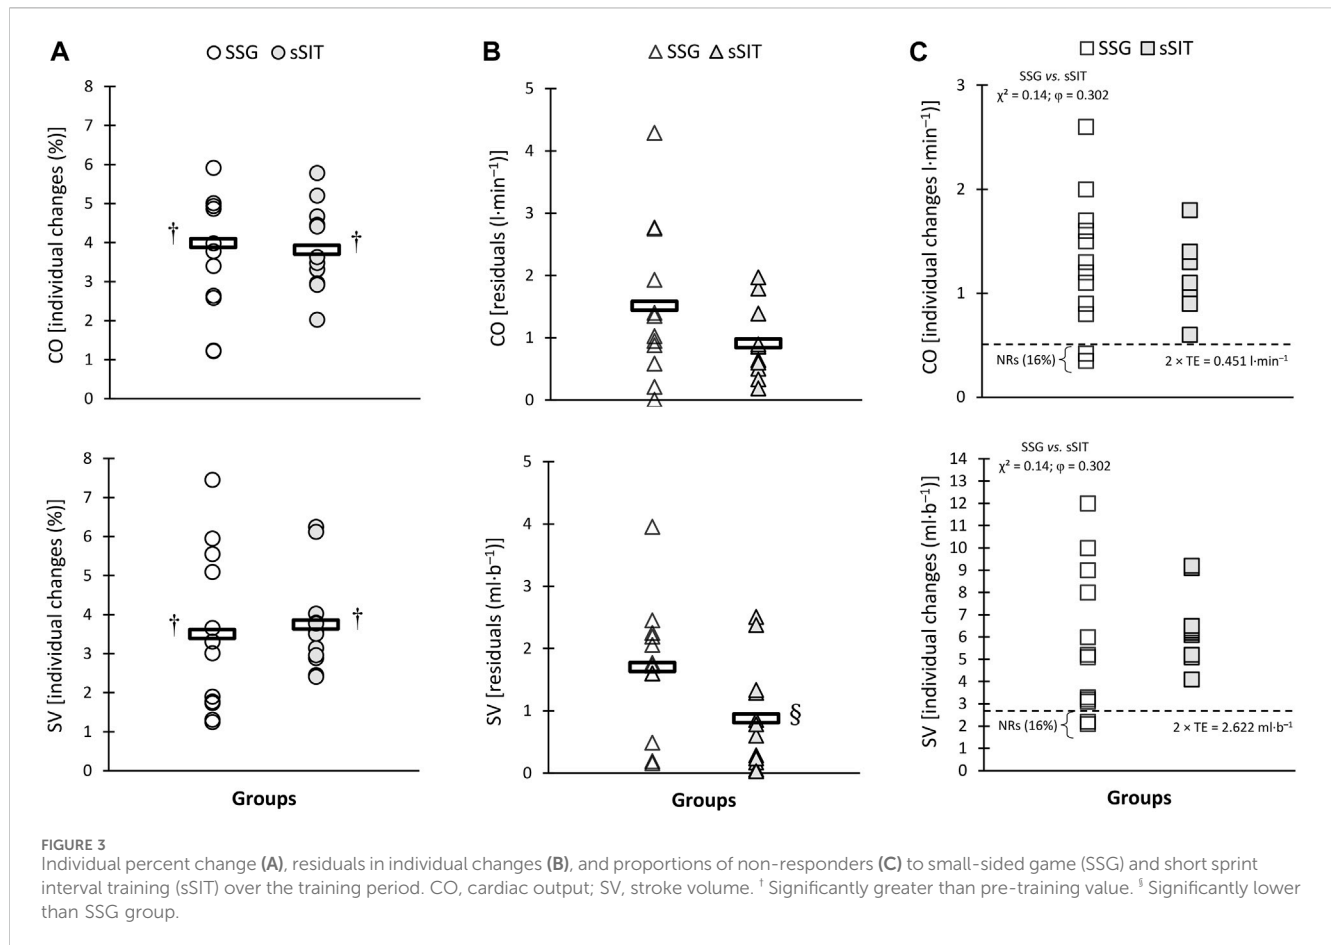 A
SSG sSIT
8
7
6
5
4
3
2
1
0
CO [individual changes (%)]
†
†
B
SSG sSIT
5
4
3
2
1
0
CO [residuals (l·min⁻¹)]
C
SSG sSIT
SSG vs. sSIT
χ² = 0.14; φ = 0.302
3
2
1
0
CO [individual changes l·min⁻¹)]
NRs (16%)
2 × TE = 0.451 l·min⁻¹
8
7
6
5
4
3
2
1
0
SV [individual changes (%)]
†
†
Groups
5
4
3
2
1
0
SV [residuals (ml·b⁻¹)]
§
Groups
SSG vs. sSIT
χ² = 0.14; φ = 0.302
14
13
12
11
10
9
8
7
6
5
4
3
2
1
0
SV [individual changes (ml·b⁻¹)]
NRs (16%)
2 × TE = 2.622 ml·b⁻¹
Groups
FIGURE 3
Individual percent change (A), residuals in individual changes (B), and proportions of non-responders (C) to small-sided game (SSG) and short sprint
interval training (sSIT) over the training period. CO, cardiac output; SV, stroke volume. † Significantly greater than pre-training value. § Significantly lower
than SSG group.